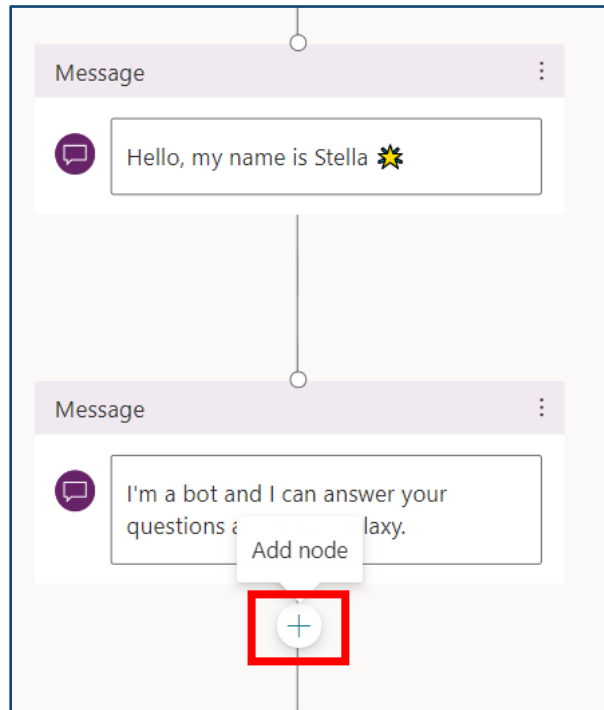 Message
Hello, my name is Stella 🌟
Message
I'm a bot and I can answer your
questions a laxy.
Add node